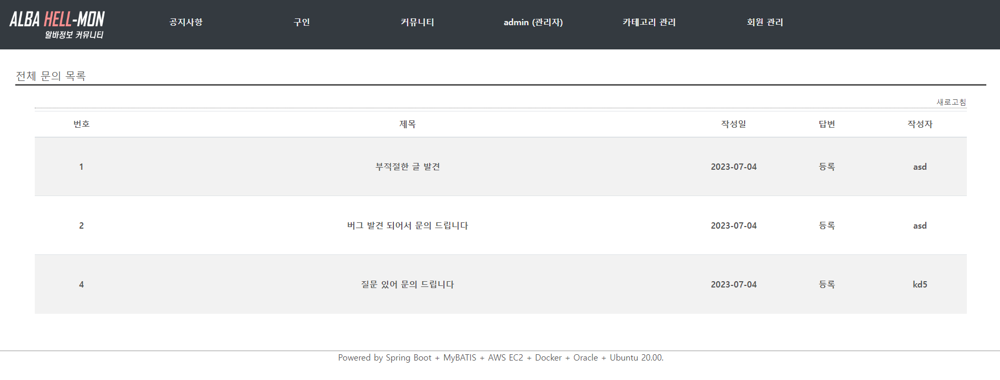 ALBA HELL-MON
알바정보 커뮤니티
공지사항 구인 커뮤니티 admin (관리자) 카테고리 관리 회원 관리
전체 문의 목록
새로고침
번호 제목 작성일 답변 작성자
1 부적절한 글 발견 2023-07-04 등록 asd
2 버그 발견 되어서 문의 드립니다 2023-07-04 등록 asd
4 질문 있어 문의 드립니다 2023-07-04 등록 kd5
Powered by Spring Boot + MyBATIS + AWS EC2 + Docker + Oracle + Ubuntu 20.00.